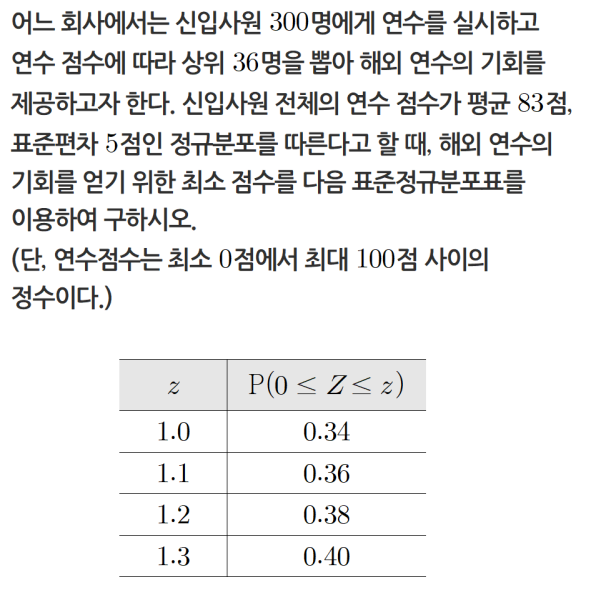 어느 회사에서는 신입사원 300명에게 연수를 실시하고
연수 점수에 따라 상위 36명을 뽑아 해외 연수의 기회를
제공하고자 한다. 신입사원 전체의 연수 점수가 평균 83점,
표준편차 5점인 정규분포를 따른다고 할 때, 해외 연수의
기회를 얻기 위한 최소 점수를 다음 표준정규분포표를
이용하여 구하시오.
(단, 연수점수는 최소 0점에서 최대 100점 사이의
정수이다.)
z P(0 ≤ Z ≤ z)
1.0 0.34
1.1 0.36
1.2 0.38
1.3 0.40